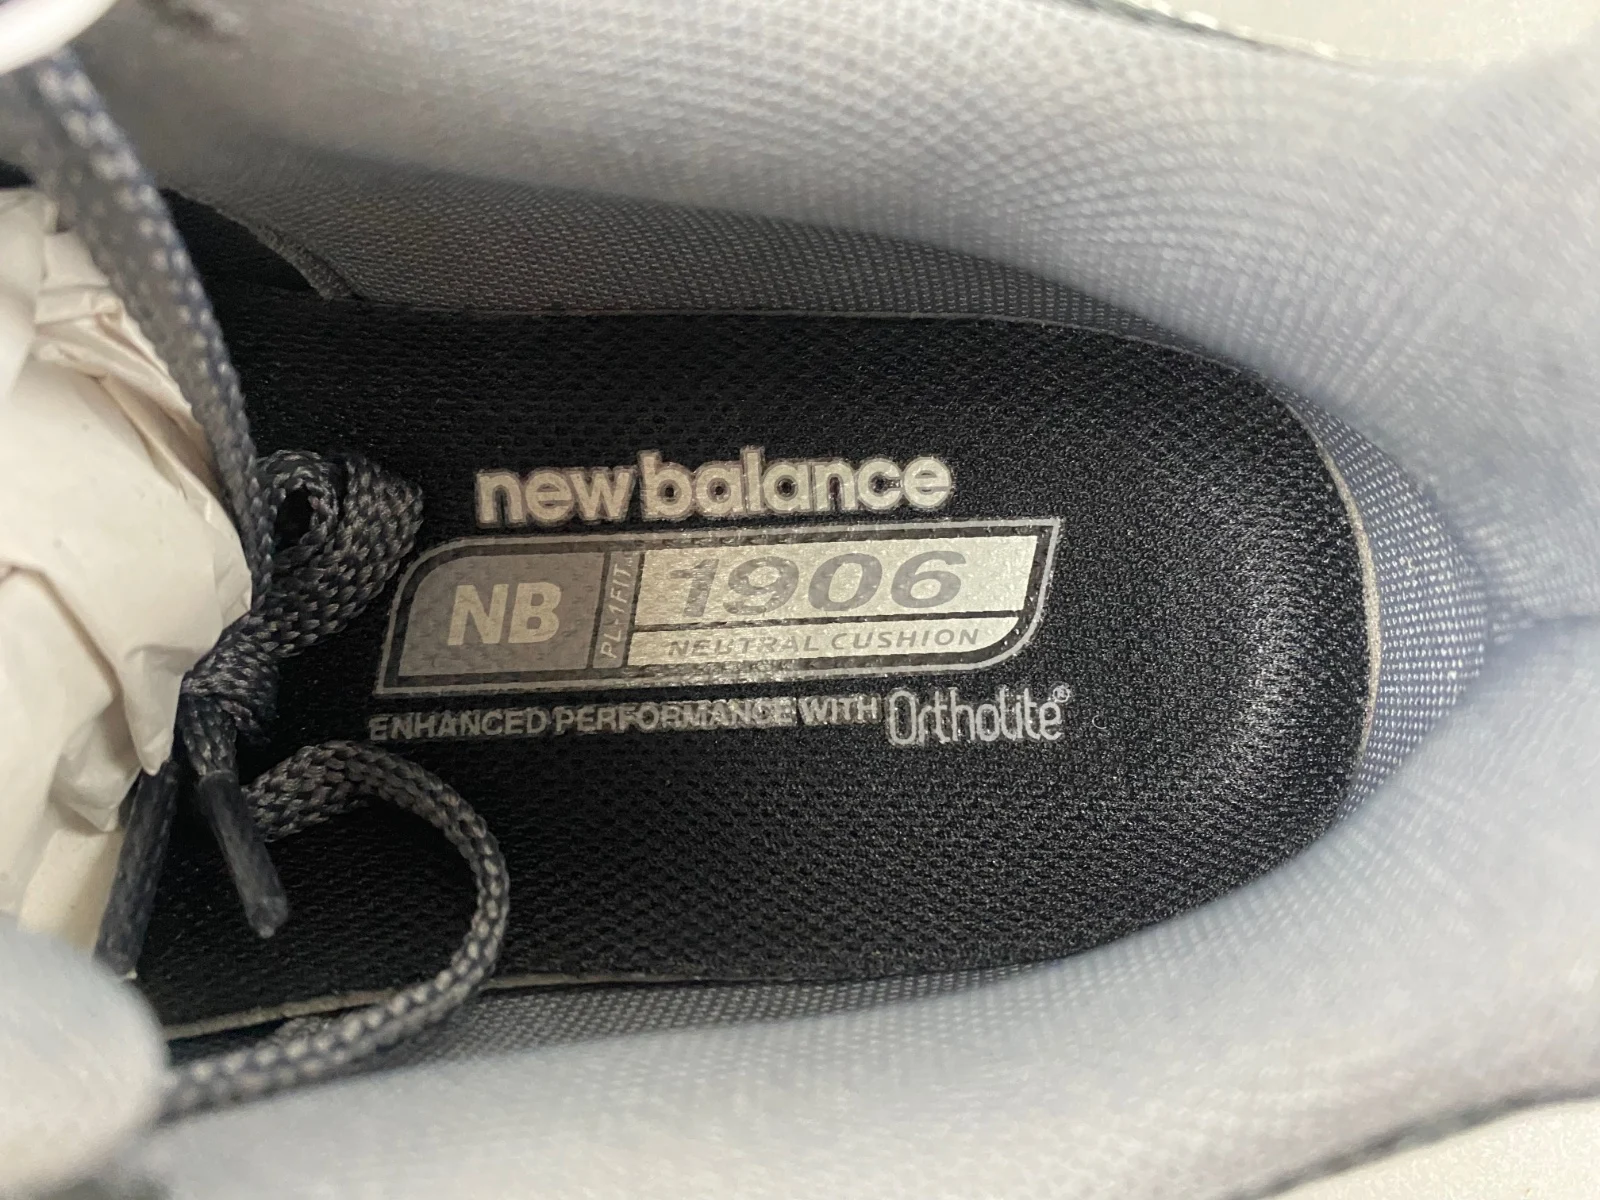 new balance
NB PL-1 FIT. 1906
NEUTRAL CUSHION
ENHANCED PERFORMANCE WITH Ortholite®